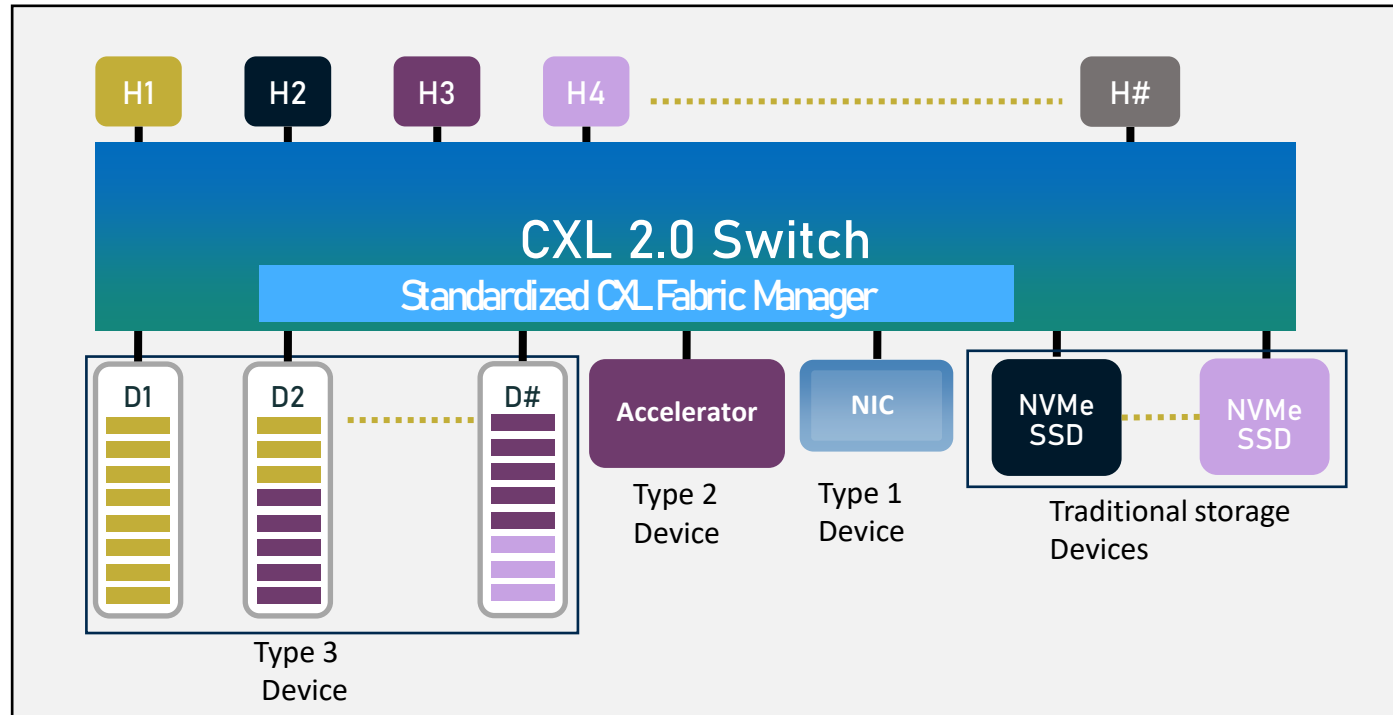 H1
H2
H3
H4
H#
CXL 2.0 Switch
Standardized CXL Fabric Manager
D1
D2
D#
Accelerator
NIC
NVMe
SSD
NVMe
SSD
Type 2
Device
Type 1
Device
Traditional storage
Devices
Type 3
Device